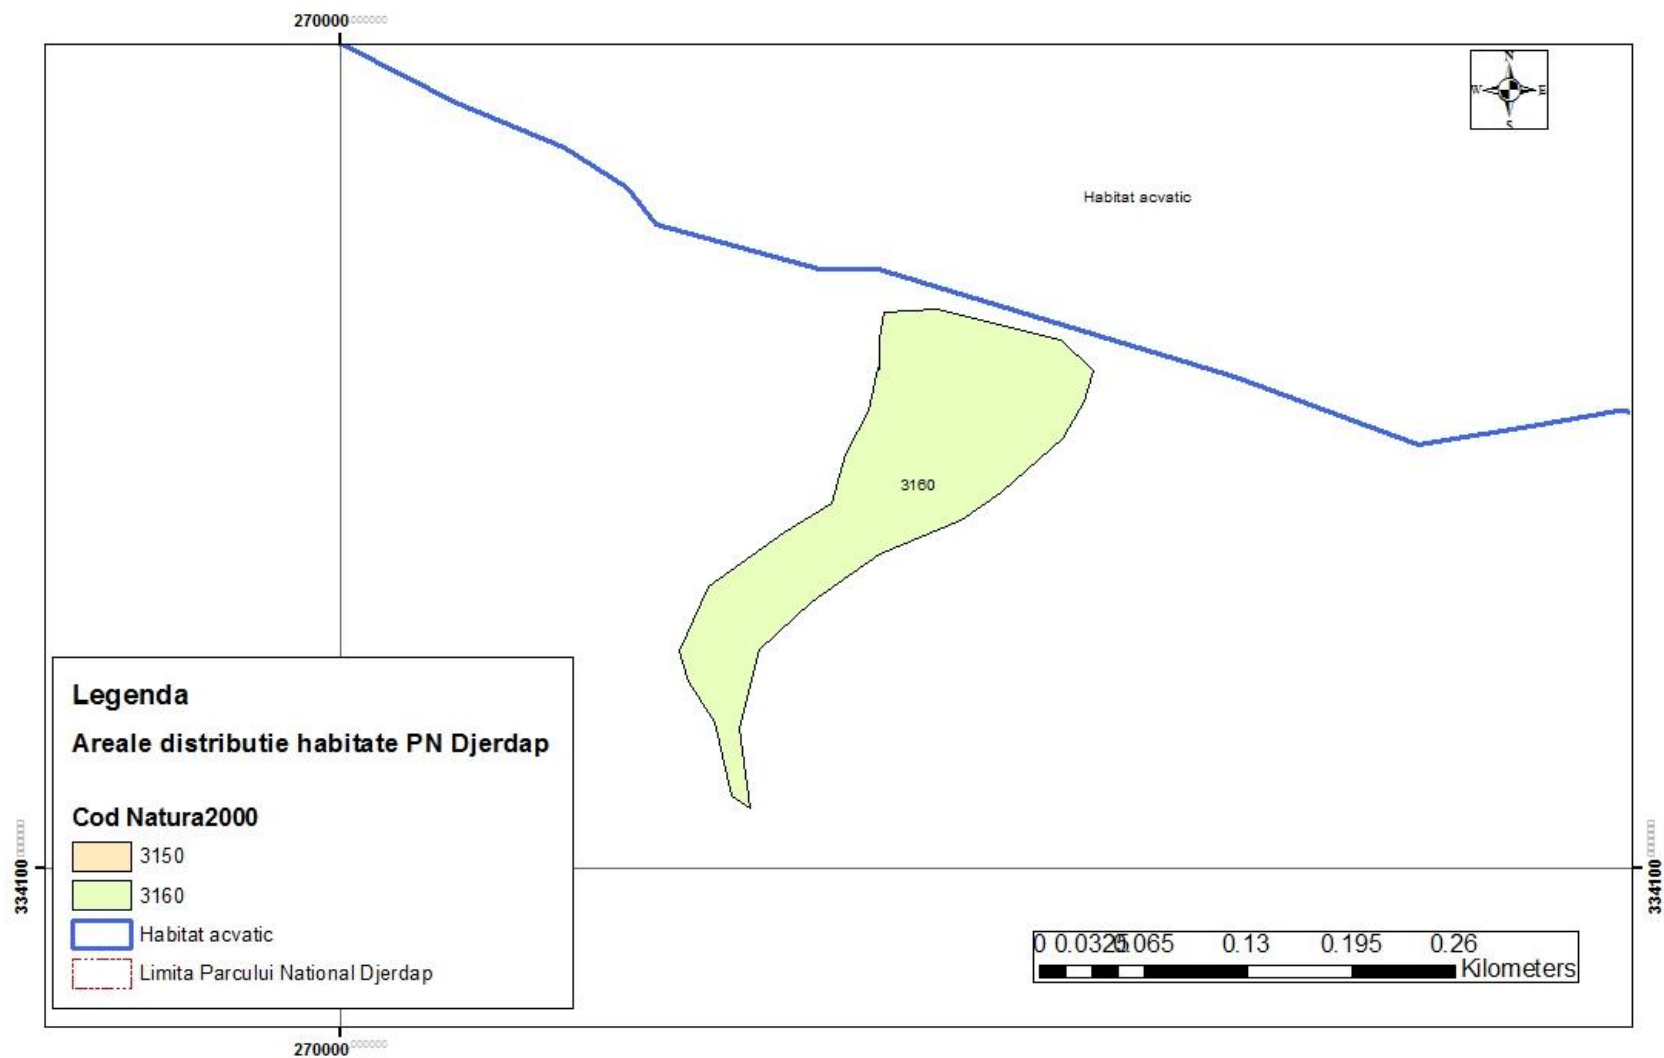 270000
N
W E
S
Habitat acvatic
3160
Legenda
Areale distributie habitate PN Djerdap
Cod Natura2000
3150
3160
Habitat acvatic
Limita Parcului National Djerdap
334100
334100
0 0.0325 0.065 0.13 0.195 0.26
Kilometers
270000